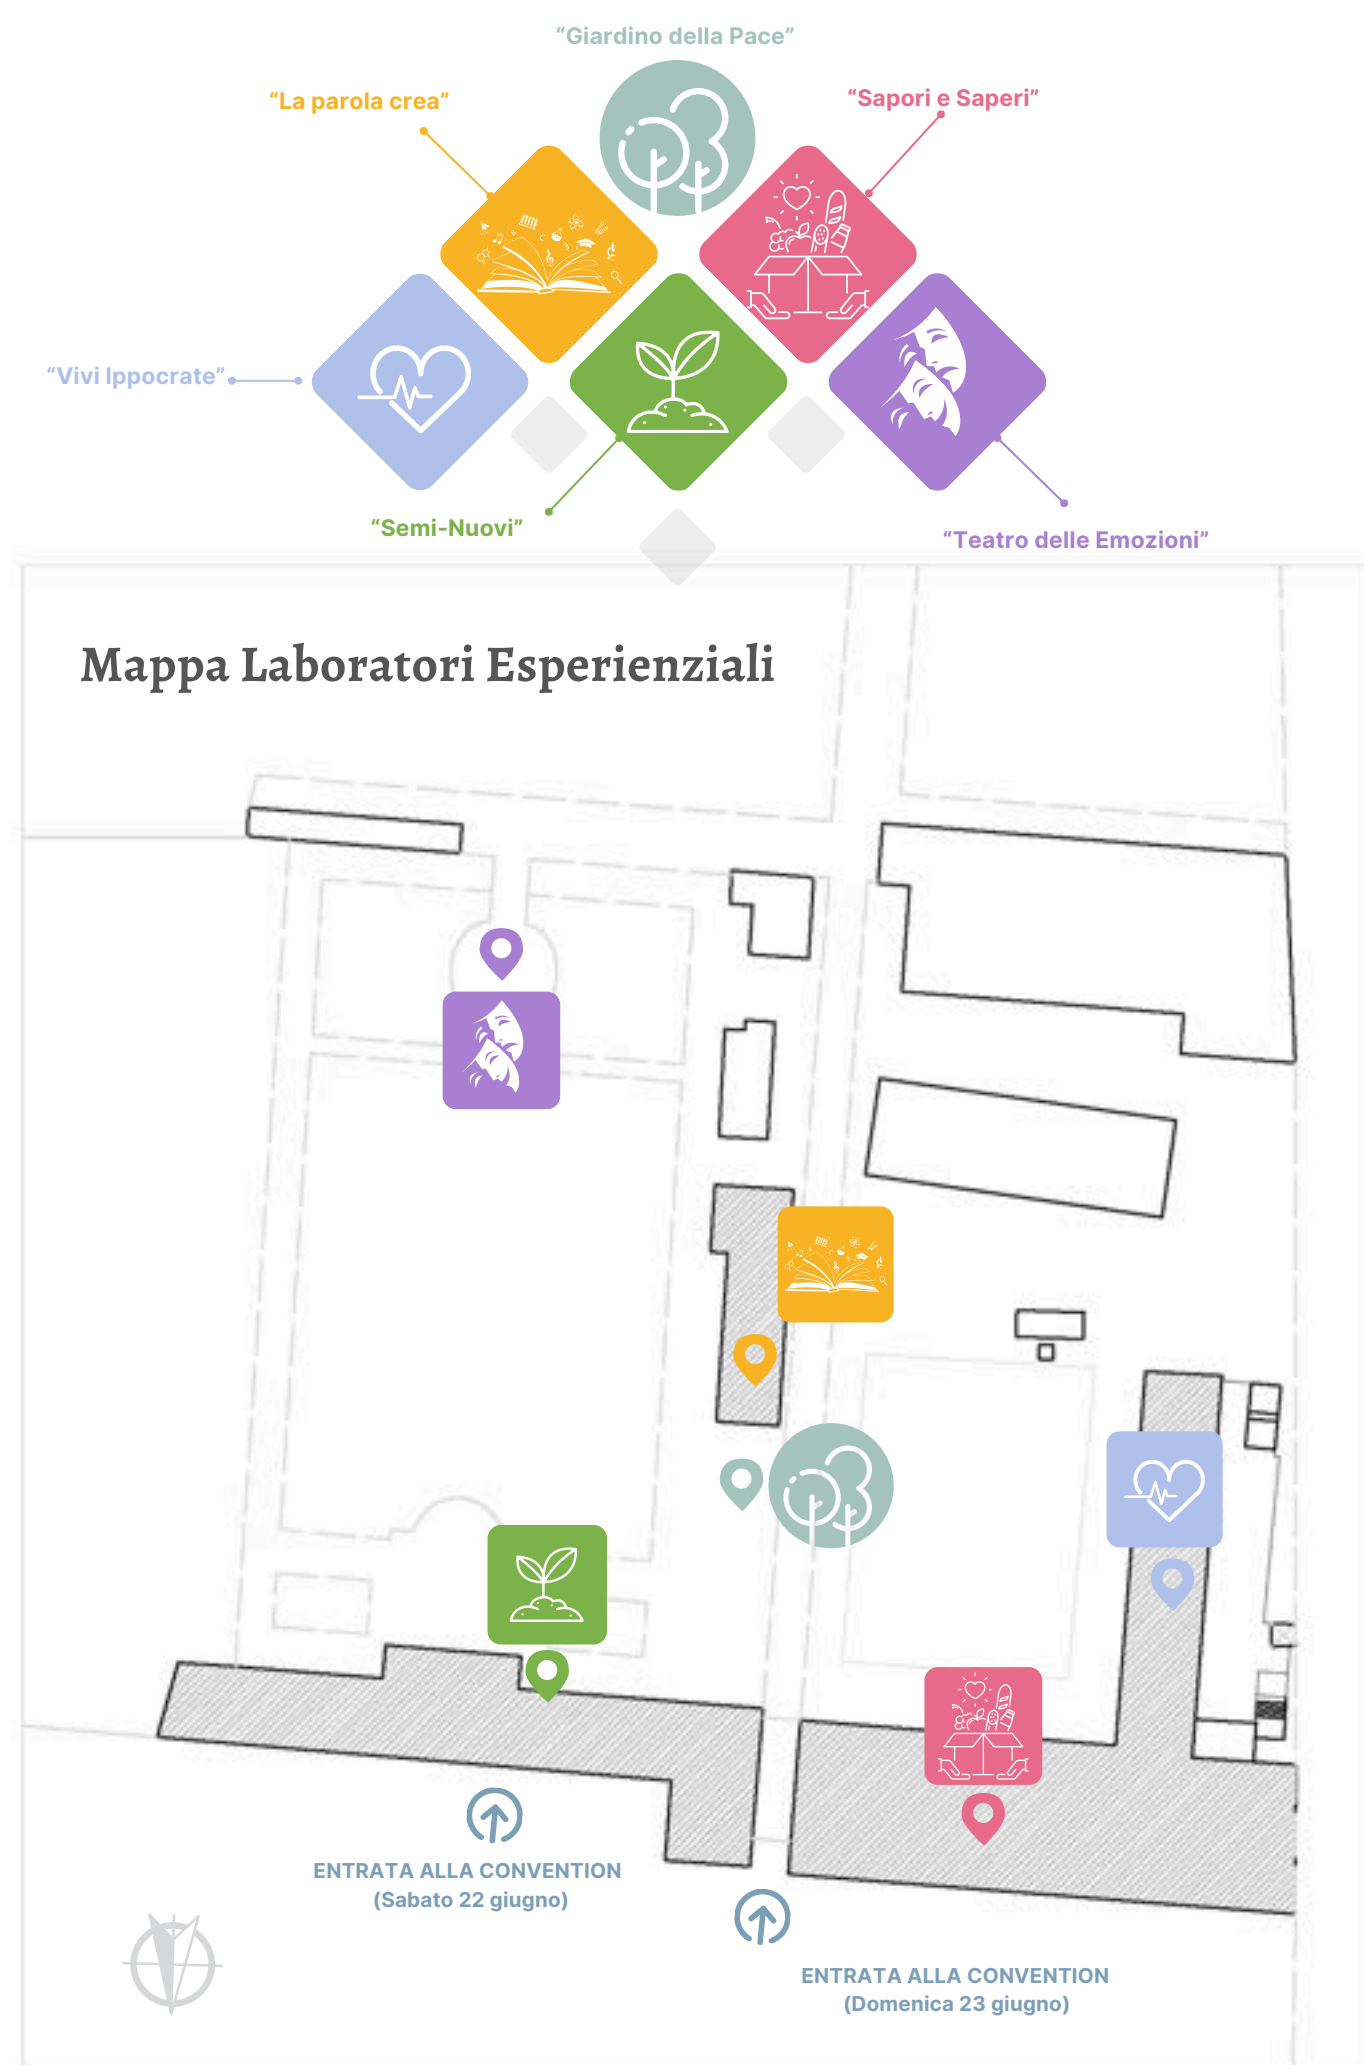 “Giardino della Pace”
“La parola crea”
“Sapori e Saperi”
“Vivi Ippocrate”
“Semi-Nuovi”
“Teatro delle Emozioni”
Mappa Laboratori Esperienziali
ENTRATA ALLA CONVENTION
(Sabato 22 giugno)
ENTRATA ALLA CONVENTION
(Domenica 23 giugno)